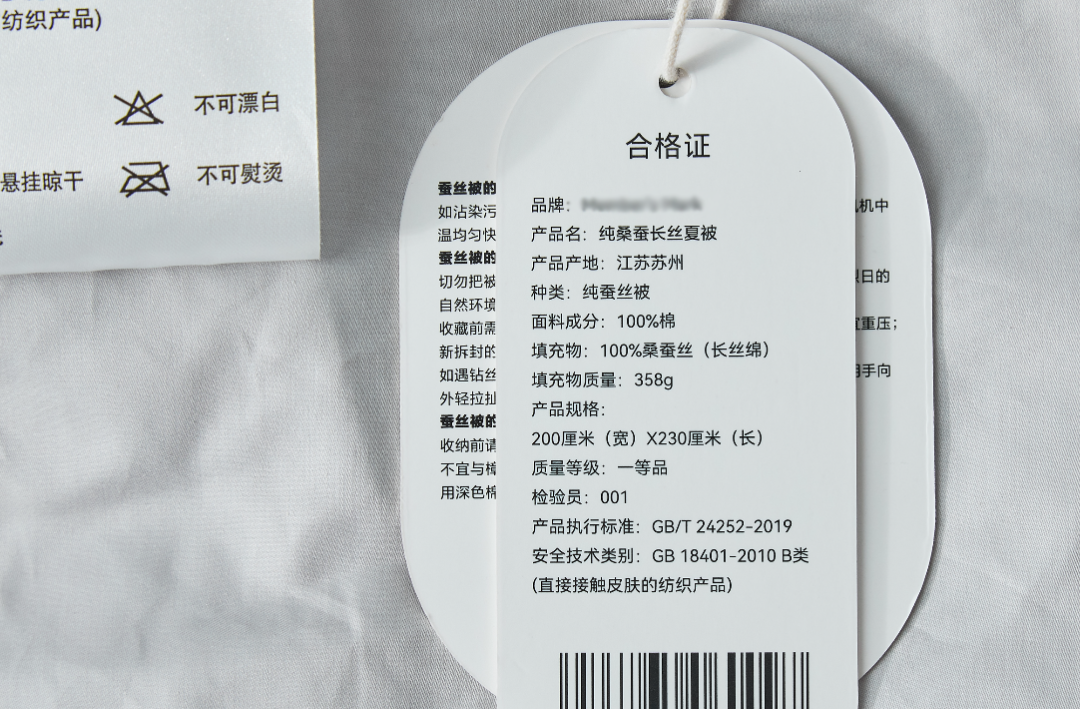 纺织产品)
不可漂白
悬挂晾干
不可熨烫
合格证
品牌：
产品名：纯桑蚕长丝夏被
产品产地：江苏苏州
种类：纯蚕丝被
面料成分：100%棉
填充物：100%桑蚕丝（长丝绵）
填充物质量：358g
产品规格：
200厘米（宽）X230厘米（长）
质量等级：一等品
检验员：001
产品执行标准：GB/T 24252-2019
安全技术类别：GB 18401-2010 B类
(直接接触皮肤的纺织产品)
蚕丝被的
如沾染污
温均匀快
蚕丝被的
切勿把被
自然环境
收藏前需
新拆封的
如遇钻丝
外轻拉扯
蚕丝被的
收纳前请
不宜与樟
用深色棉
机中
日的
重压；
手向